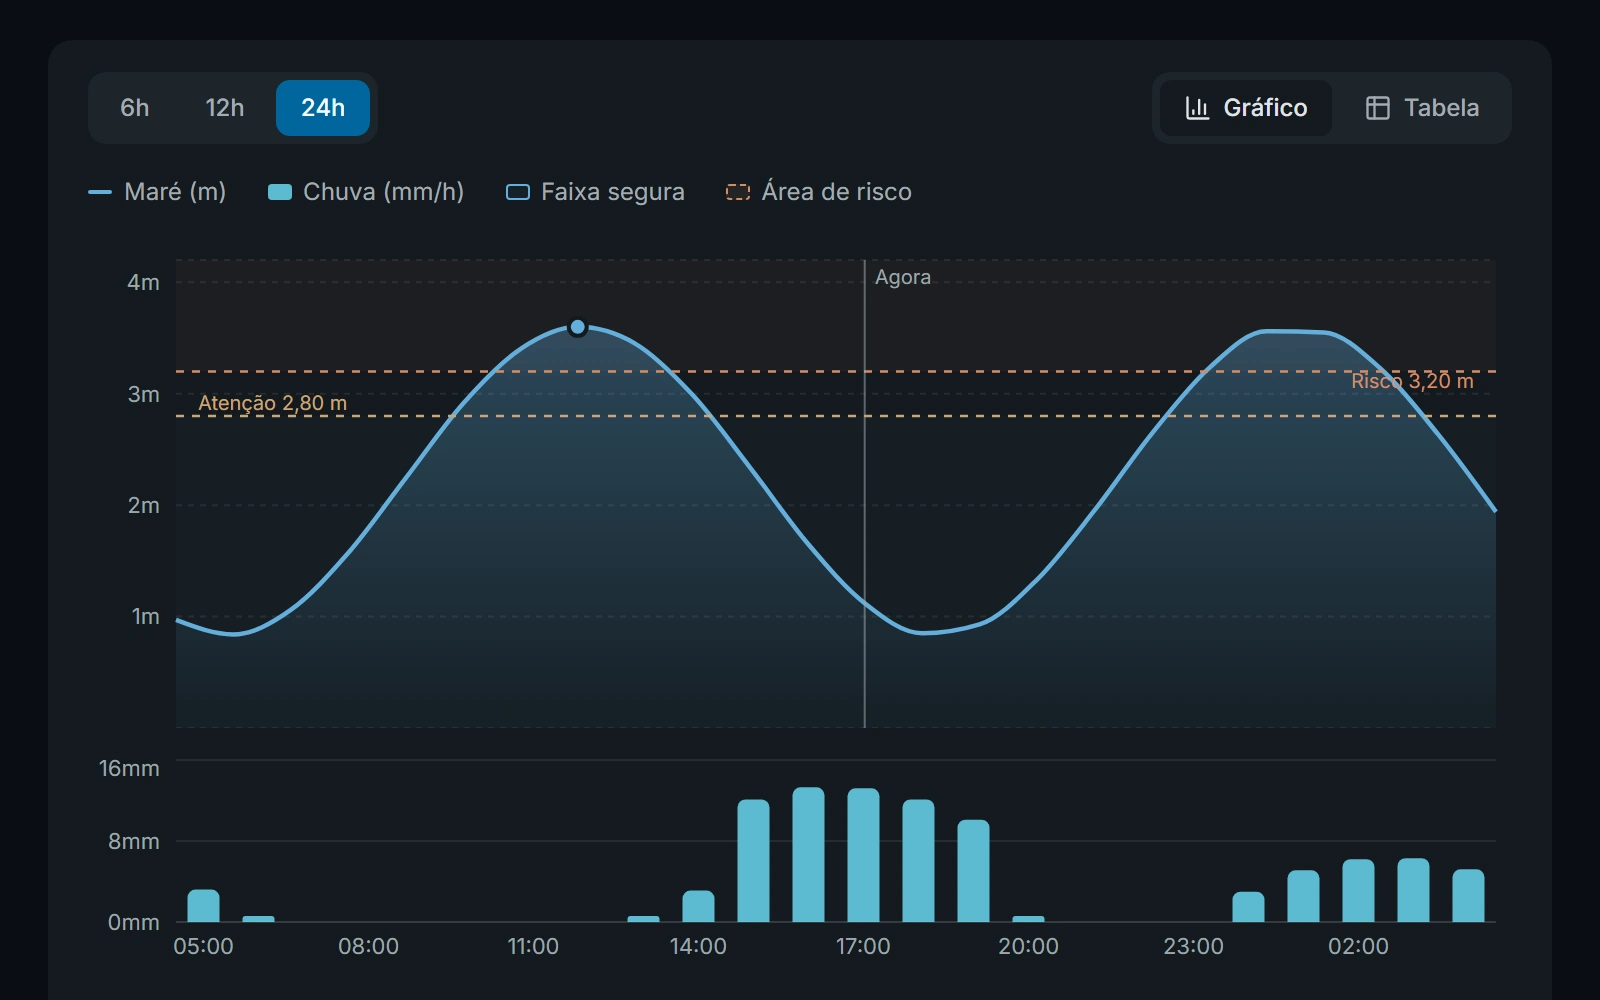 6h 12h 24h Gráfico Tabela
Maré (m) Chuva (mm/h) Faixa segura Área de risco
4m
Agora
Risco 3,20 m
3m
Atenção 2,80 m
2m
1m
16mm
8mm
0mm
05:00 08:00 11:00 14:00 17:00 20:00 23:00 02:00